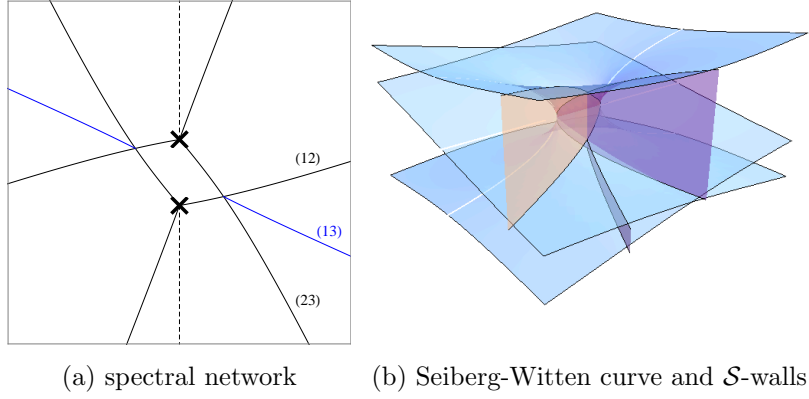 (12)
(13)
(23)
(a) spectral network
(b) Seiberg-Witten curve and 𝒮-walls